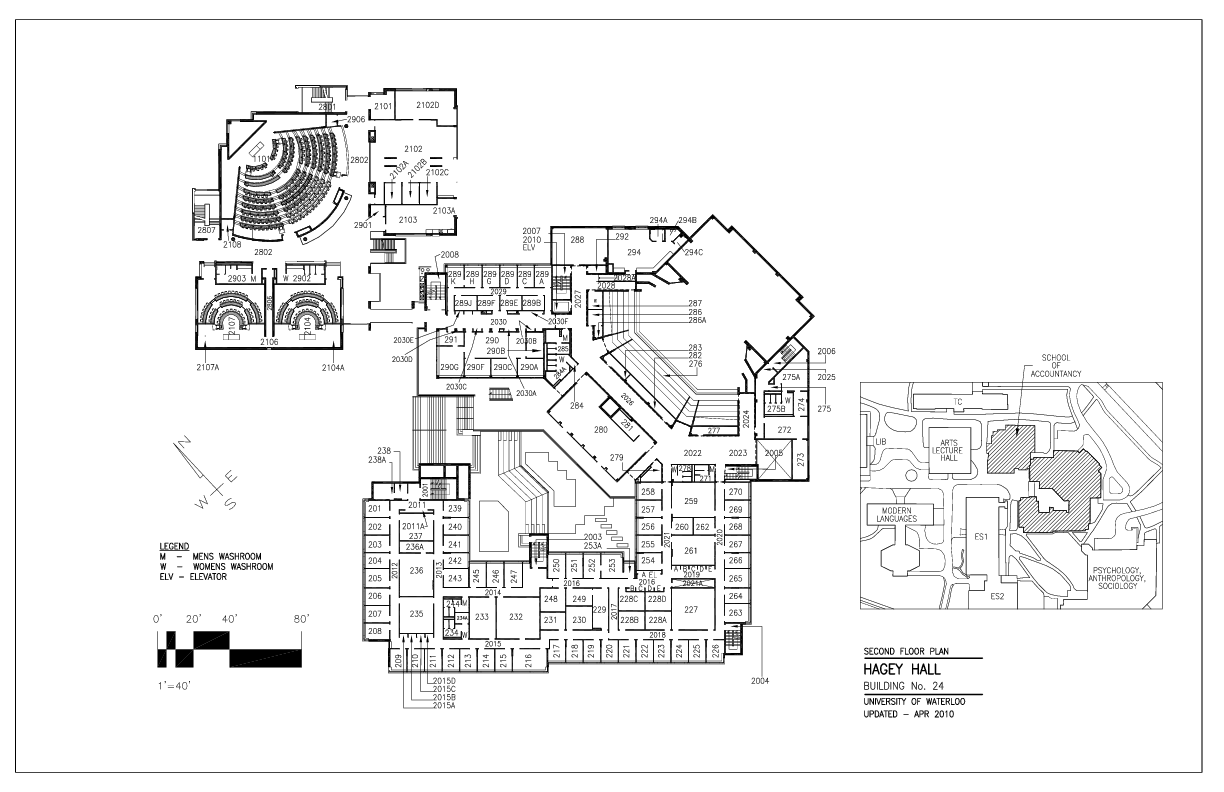 2801
2101
2102D
2906
1101
2802
2102
2102A
2102B
2102C
2103A
2103
2901
2807
2108
2802
2903 M
W 2902
2806
2107
2104
2106
2107A
2104A
2008
2007
2010
ELV
288
292
294A
294B
294
294C
2028A
2028
2027
289
K
289
H
289
G
289
D
289
C
289
A
2029
289J
289F
289E
289B
2030
2030F
2030E
2030D
2030B
291
290
290B
M
285
W
284A
290G
290F
290C
290A
2030C
2030A
284
287
286
286A
283
282
276
2026
281
280
279
277
2024
2006
2025
275A
275
275B
W
274
272
273
2022
2023
2005
278
W
M
271
238
238A
2001
201
202
203
204
205
206
207
208
2011
2011A
237
236A
236
235
2012
2013
239
240
241
242
243
245
246
247
2014
244
M
234A
234
W
233
232
2015
2016
248
249
231
230
229
2017
250
251
252
253
2003
253A
228C
228D
228B
228A
2016
A
B
C
D
E
227
2018
2019
2021A
A
B
C
D
E
258
257
256
255
254
2021
259
260
262
261
2020
270
269
268
267
266
265
264
263
209
210
211
212
213
214
215
216
217
218
219
220
221
222
223
224
225
226
2015D
2015C
2015B
2015A
2004
N
W
E
S
LEGEND
M – MENS WASHROOM
W – WOMENS WASHROOM
ELV – ELEVATOR
0' 20' 40' 80'
1'=40'
SCHOOL
OF
ACCOUNTANCY
TC
LIB
ARTS
LECTURE
HALL
MODERN
LANGUAGES
ES1
ES2
PSYCHOLOGY,
ANTHROPOLOGY,
SOCIOLOGY
SECOND FLOOR PLAN
HAGEY HALL
BUILDING No. 24
UNIVERSITY OF WATERLOO
UPDATED – APR 2010